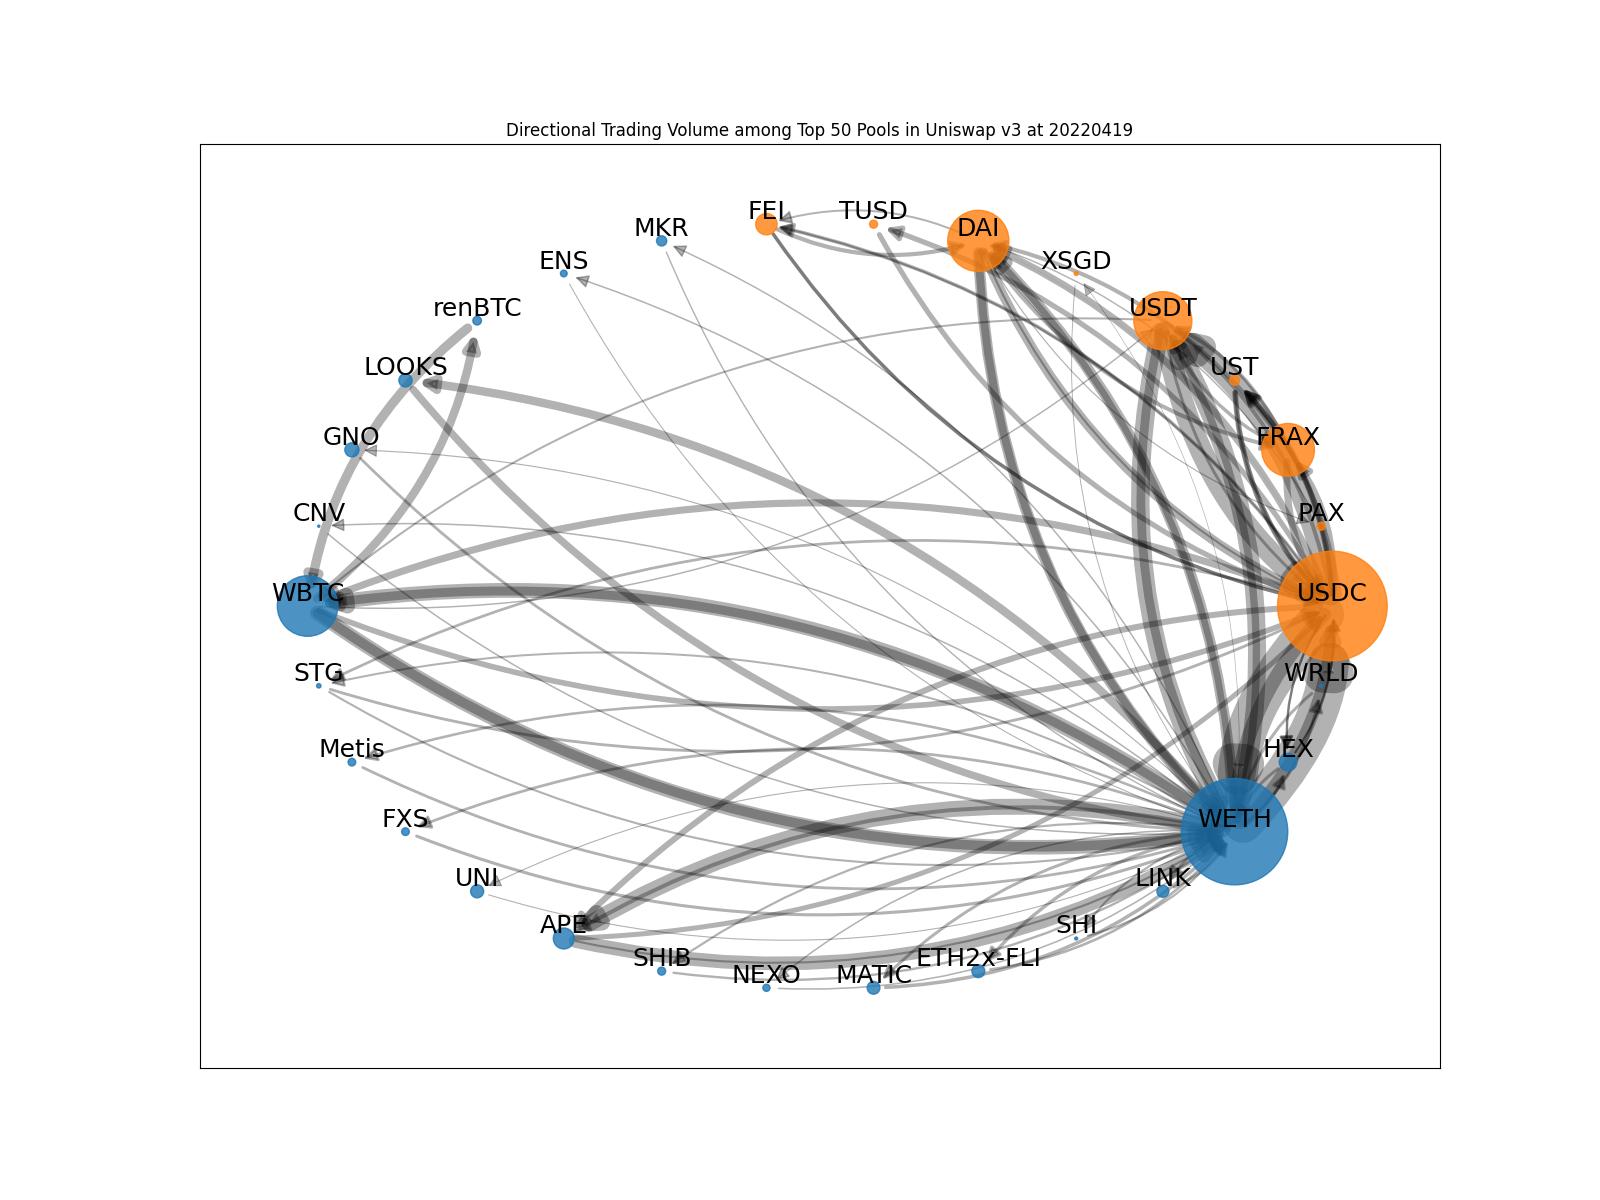 Directional Trading Volume among Top 50 Pools in Uniswap v3 at 20220419
FEI
TUSD
DAI
MKR
XSGD
ENS
renBTC
USDT
LOOKS
UST
GNO
FRAX
CNV
PAX
WBTC
USDC
STG
WRLD
Metis
HEX
FXS
WETH
UNI
LINK
APE
SHI
SHIB
ETH2x-FLI
NEXO
MATIC